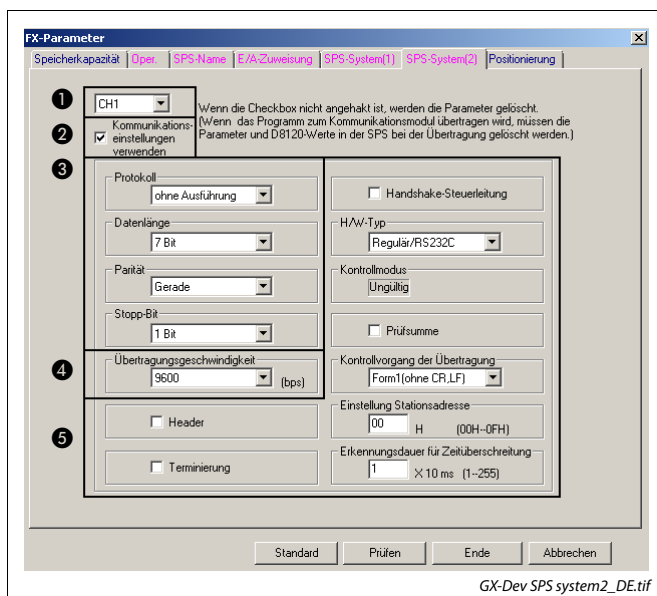 FX-Parameter
Speicherkapazität Oper. SPS-Name E/A-Zuweisung SPS-System(1) SPS-System(2) Positionierung
1
CH1
Wenn die Checkbox nicht angehakt ist, werden die Parameter gelöscht.
(Wenn das Programm zum Kommunikationsmodul übertragen wird, müssen die
Parameter und D8120-Werte in der SPS bei der Übertragung gelöscht werden.)
2
Kommunikations-
einstellungen
verwenden
3
Protokoll
ohne Ausführung
Datenlänge
7 Bit
Parität
Gerade
Stopp-Bit
1 Bit
4
Übertragungsgeschwindigkeit
9600 (bps)
5
Header
Terminierung
Handshake-Steuerleitung
H/W-Typ
Regulär/RS232C
Kontrollmodus
Ungültig
Prüfsumme
Kontrollvorgang der Übertragung
Form1(ohne CR,LF)
Einstellung Stationsadresse
00 H (00H--0FH)
Erkennungsdauer für Zeitüberschreitung
1 X 10 ms (1--255)
Standard Prüfen Ende Abbrechen
GX-Dev SPS system2_DE.tif